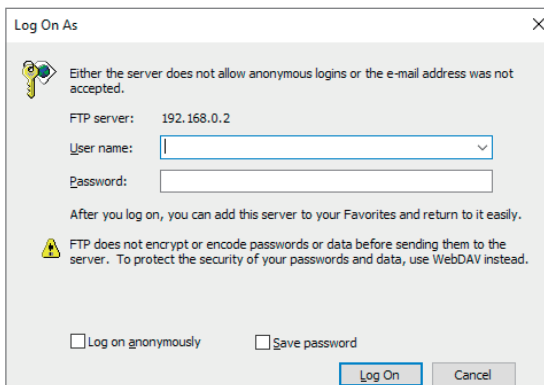 Log On As
Either the server does not allow anonymous logins or the e-mail address was not
accepted.
FTP server: 192.168.0.2
User name:
Password:
After you log on, you can add this server to your Favorites and return to it easily.
FTP does not encrypt or encode passwords or data before sending them to the
server. To protect the security of your passwords and data, use WebDAV instead.
Log on anonymously Save password
Log On Cancel